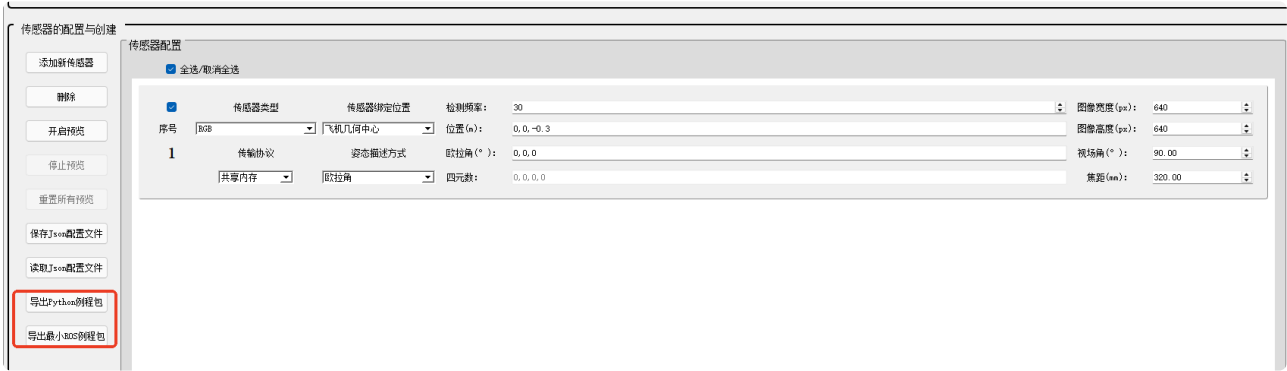 传感器的配置与创建
传感器配置
添加新传感器
删除
开启预览
停止预览
重置所有预览
保存Json配置文件
读取Json配置文件
导出Python例程包
导出最小ROS例程包
全选/取消全选
传感器类型 传感器绑定位置 检测频率： 30 图像宽度(px)： 640
序号 RGB 飞机几何中心 位置(m)： 0,0,-0.3 图像高度(px)： 640
1 传输协议 姿态描述方式 欧拉角(°)： 0,0,0 视场角(°)： 90.00
共享内存 欧拉角 四元数： 0,0,0,0 焦距(mm)： 320.00